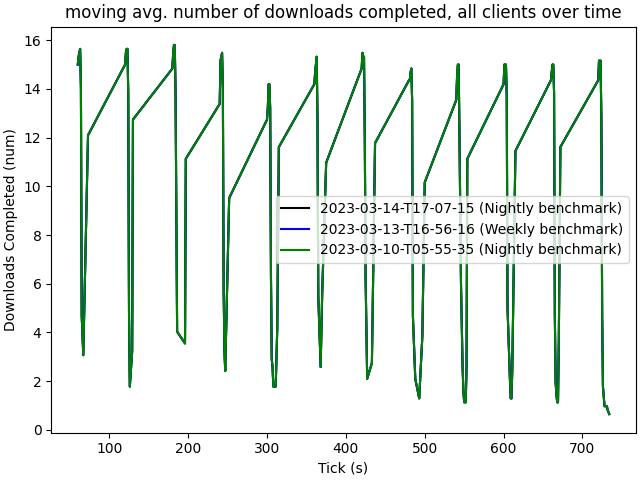 moving avg. number of downloads completed, all clients over time
Downloads Completed (num)
16
14
12
10
8
6
4
2
0
2023-03-14-T17-07-15 (Nightly benchmark)
2023-03-13-T16-56-16 (Weekly benchmark)
2023-03-10-T05-55-35 (Nightly benchmark)
100 200 300 400 500 600 700
Tick (s)